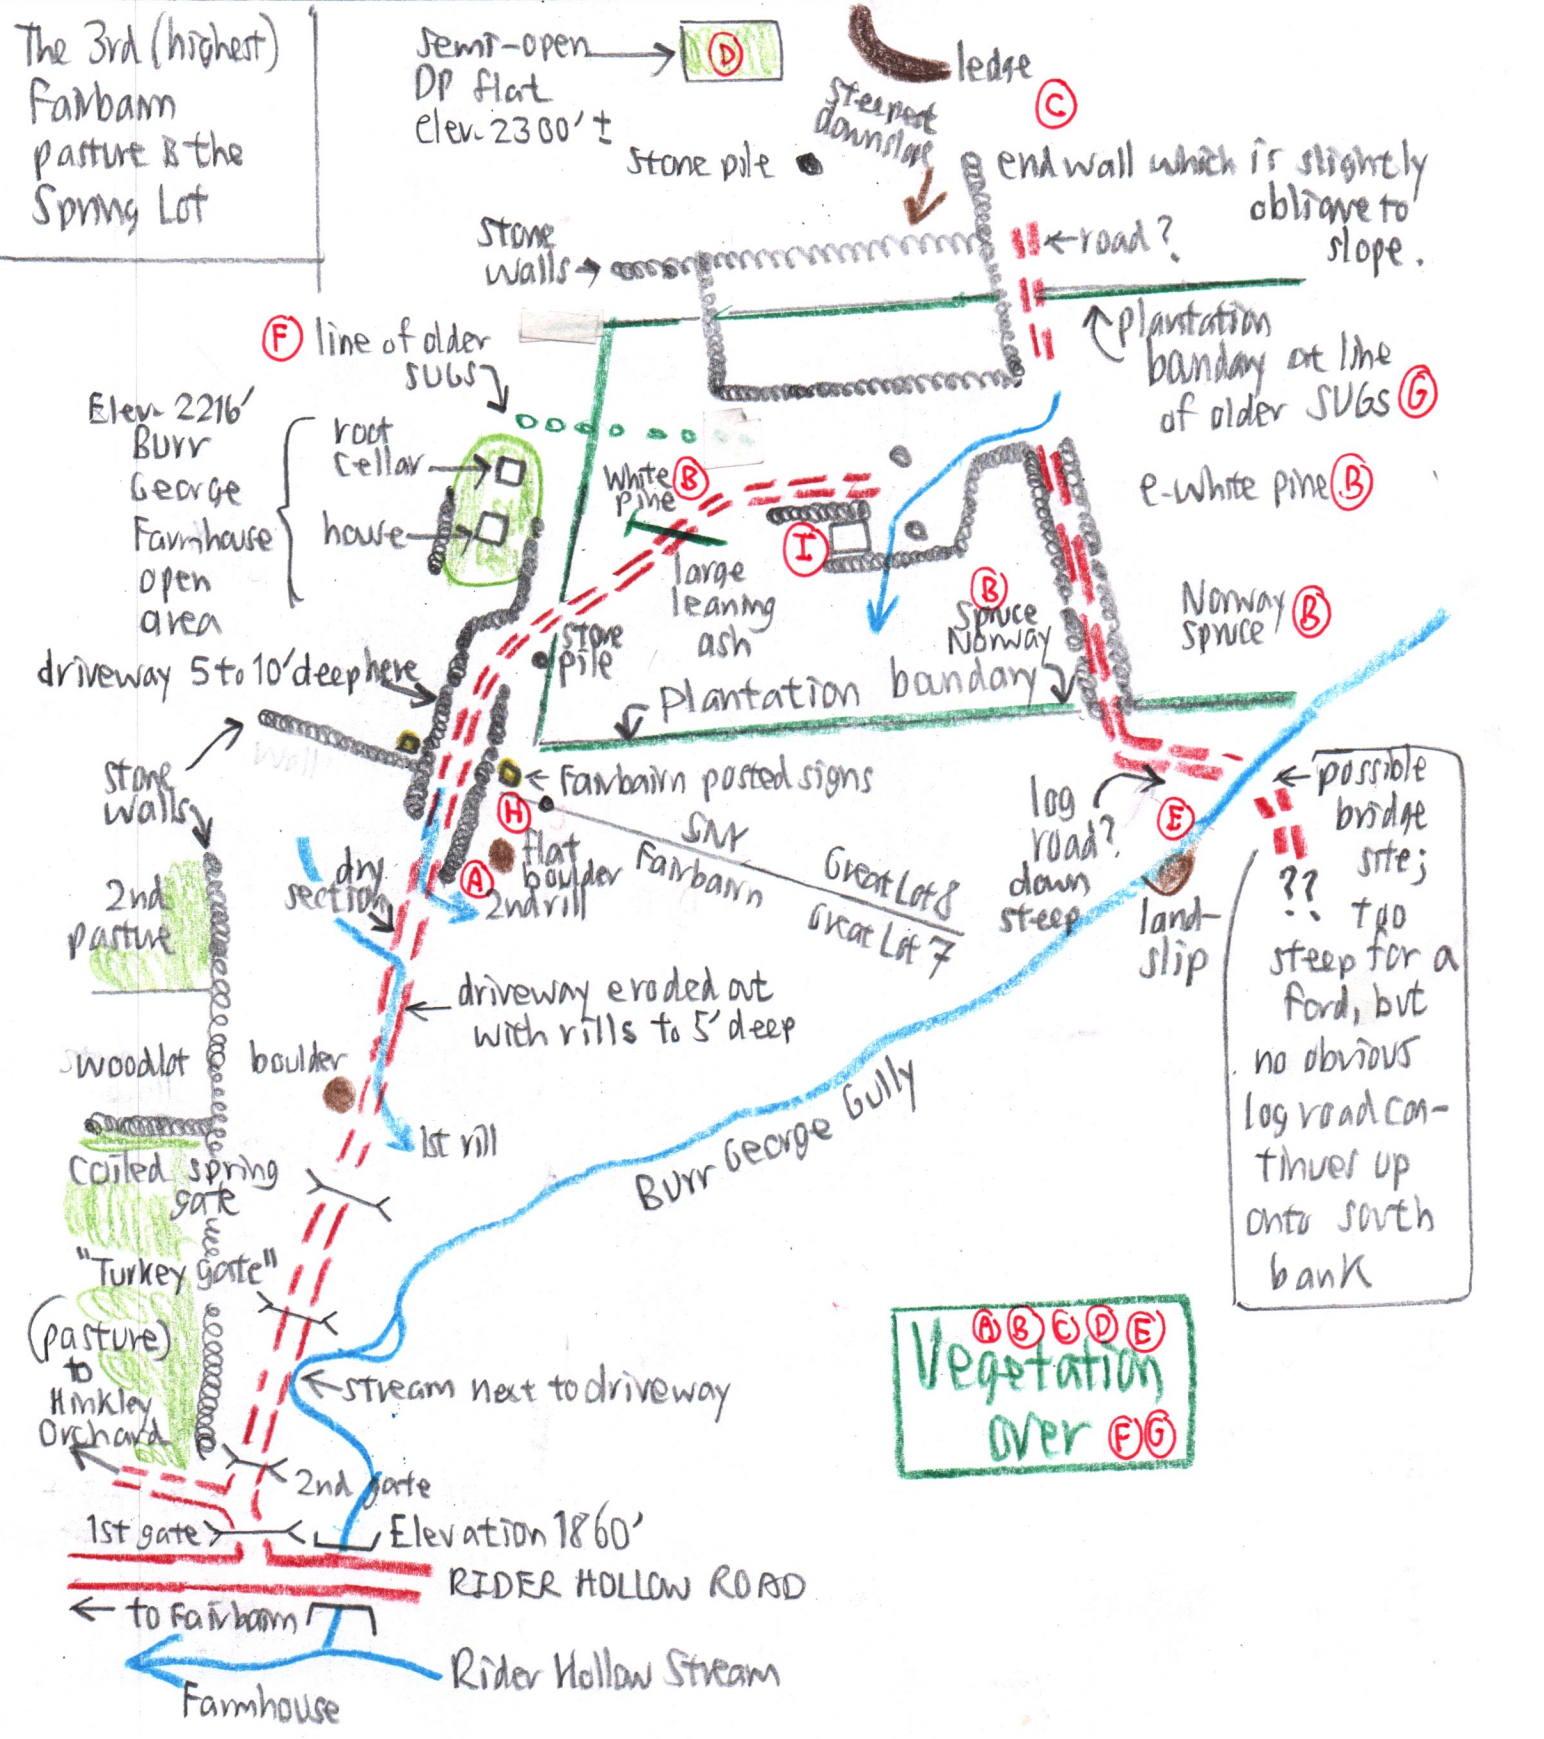 The 3rd (highest)
Fairbairn
pasture is the
Spring Lot
semi-open
DP flat
elev. 2300' ±
D
ledge
C
steepest
downslope
stone pile
end wall which is slightly
oblique to
slope.
stone
walls
road?
F line of older
SUGS
plantation
bandary at line
of older SUGs G
Elev. 2216'
Burr
George
Farmhouse
open
area
root
cellar
house
White B
pine
e-white pine B
I
large
leaning
ash
B
Spruce
Norway
Norway B
spruce
stone
pile
driveway 5 to 10' deep here
plantation bandary
wall
stone
walls
Fairbairn posted signs
H
SNY
Fairbairn
Great Lot 8
Great Lot 7
log
road?
down
steep
E
possible
bridge
site;
??
too
steep for a
ford, but
no obvious
log road con-
tinues up
onto south
bank
land-
slip
A
flat
boulder
2nd rill
dry
section
2nd
pasture
driveway eroded out
with rills to 5' deep
woodlot
boulder
1st rill
Burr George Gully
coiled spring
gate
"Turkey gate"
(pasture)
to
Hinkley
Orchard
stream next to driveway
A B C D E
Vegetation
over F G
2nd gate
1st gate
Elevation 1860'
RIDER HOLLOW ROAD
to Fairbairn
Farmhouse
Rider Hollow Stream